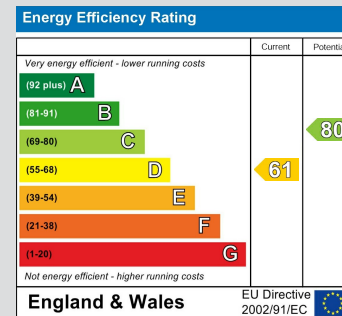 Energy Efficiency Rating
Current Potentia
Very energy efficient - lower running costs
(92 plus) A
(81-91) B
(69-80) C
(55-68) D
(39-54) E
(21-38) F
(1-20) G
61
80
Not energy efficient - higher running costs
England & Wales
EU Directive
2002/91/EC